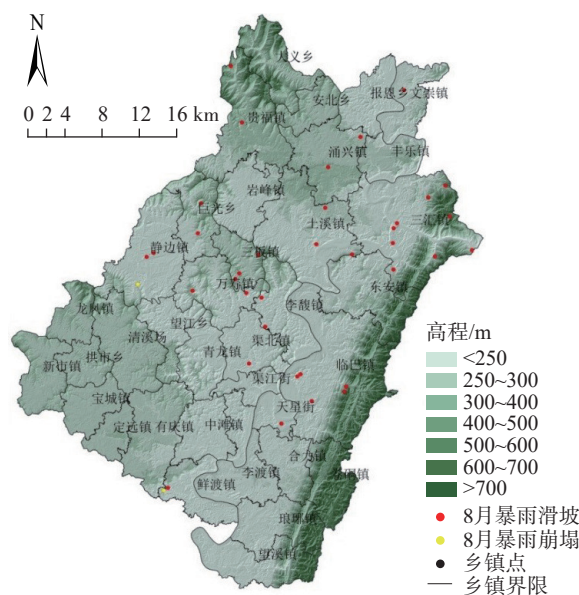 N
0 2 4 8 12 16 km
大义乡
报恩乡
文崇镇
安北乡
贵福镇
涌兴镇
丰乐镇
岩峰镇
巨光乡
土溪镇
三汇镇
静边镇
三板镇
万寿镇
东安镇
李馥镇
龙凤镇
望江乡
渠北镇
清溪场
青龙镇
拱市乡
新市镇
渠江街
临巴镇
宝城镇
天星街
定远镇
有庆镇
中滩镇
合力镇
李渡镇
鲜渡镇
琅琊镇
望溪镇
高程/m
<250
250~300
300~400
400~500
500~600
600~700
>700
8月暴雨滑坡
8月暴雨崩塌
乡镇点
乡镇界限